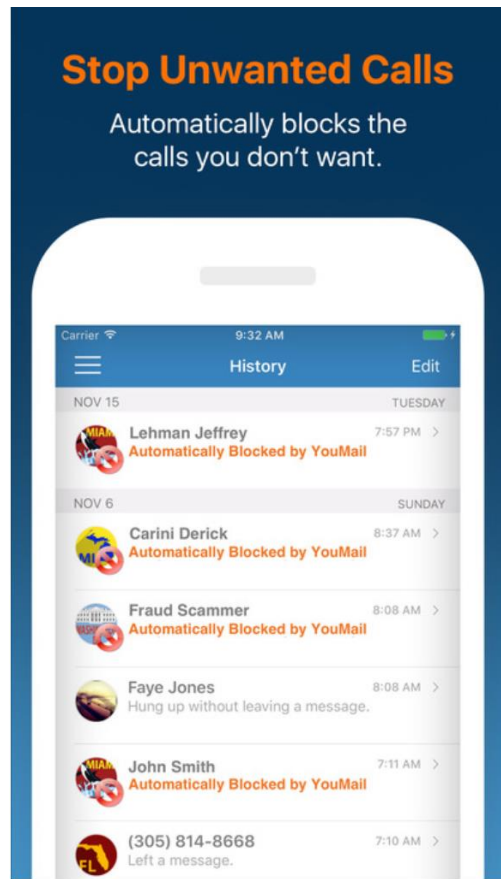 Stop Unwanted Calls
Automatically blocks the
calls you don't want.
Carrier 9:32 AM
History Edit
NOV 15 TUESDAY
MIAMI
Lehman Jeffrey 7:57 PM
Automatically Blocked by YouMail
NOV 6 SUNDAY
Carini Derick 8:37 AM
Automatically Blocked by YouMail
Fraud Scammer 8:08 AM
Automatically Blocked by YouMail
Faye Jones 8:08 AM
Hung up without leaving a message.
John Smith 7:11 AM
Automatically Blocked by YouMail
(305) 814-8668 7:10 AM
FL
Left a message.